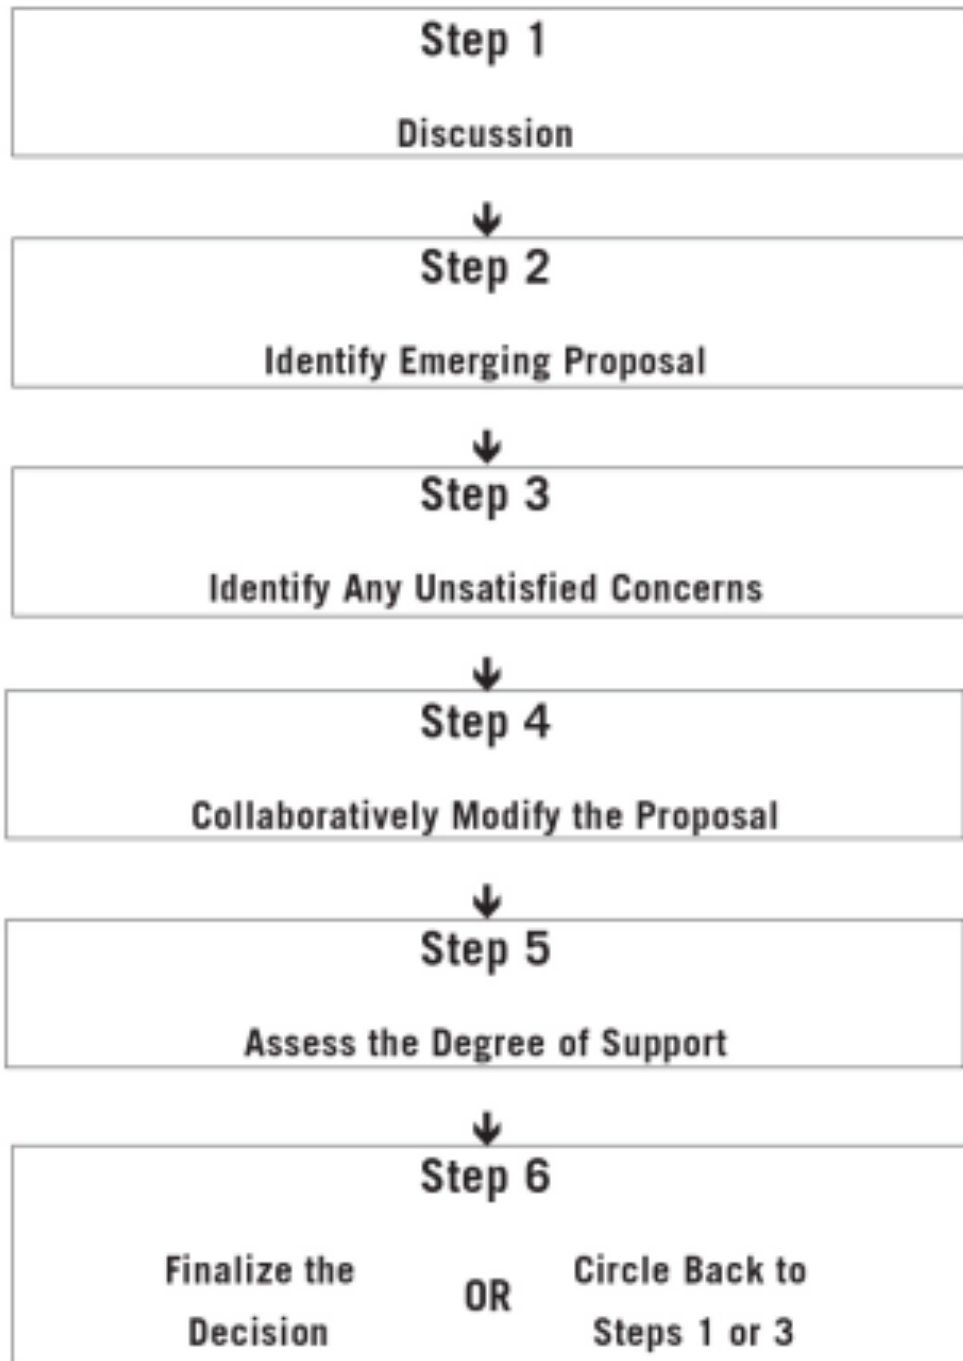 Step 1
Discussion
Step 2
Identify Emerging Proposal
Step 3
Identify Any Unsatisfied Concerns
Step 4
Collaboratively Modify the Proposal
Step 5
Assess the Degree of Support
Step 6
Finalize the
Decision
OR
Circle Back to
Steps 1 or 3